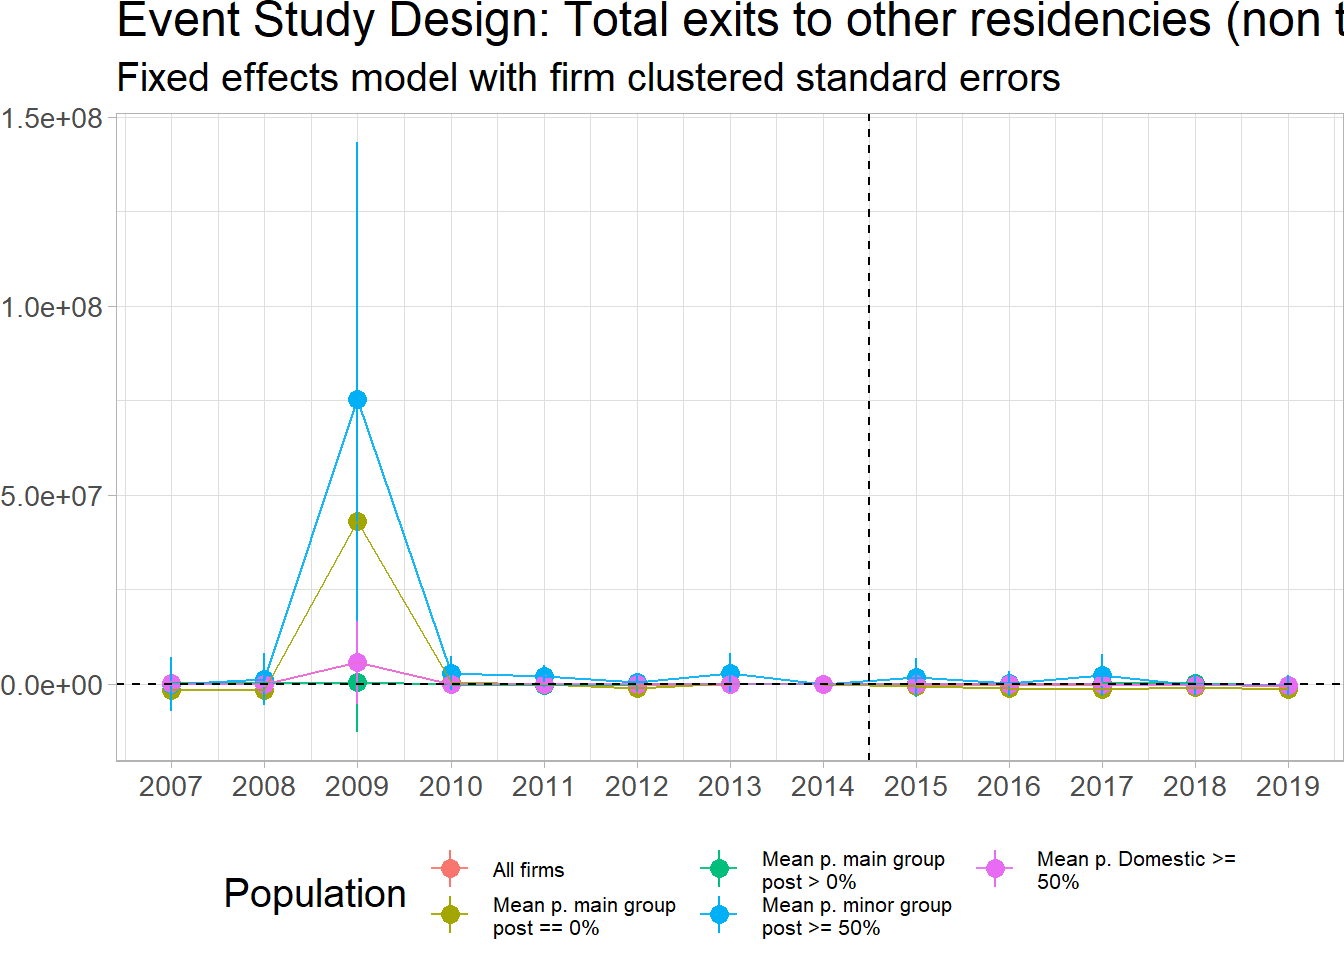 Event Study Design: Total exits to other residencies (non
Fixed effects model with firm clustered standard errors
1.5e+08
1.0e+08
5.0e+07
0.0e+00
2007 2008 2009 2010 2011 2012 2013 2014 2015 2016 2017 2018 2019
Population
All firms
Mean p. main group
post == 0%
Mean p. main group
post > 0%
Mean p. minor group
post >= 50%
Mean p. Domestic >=
50%